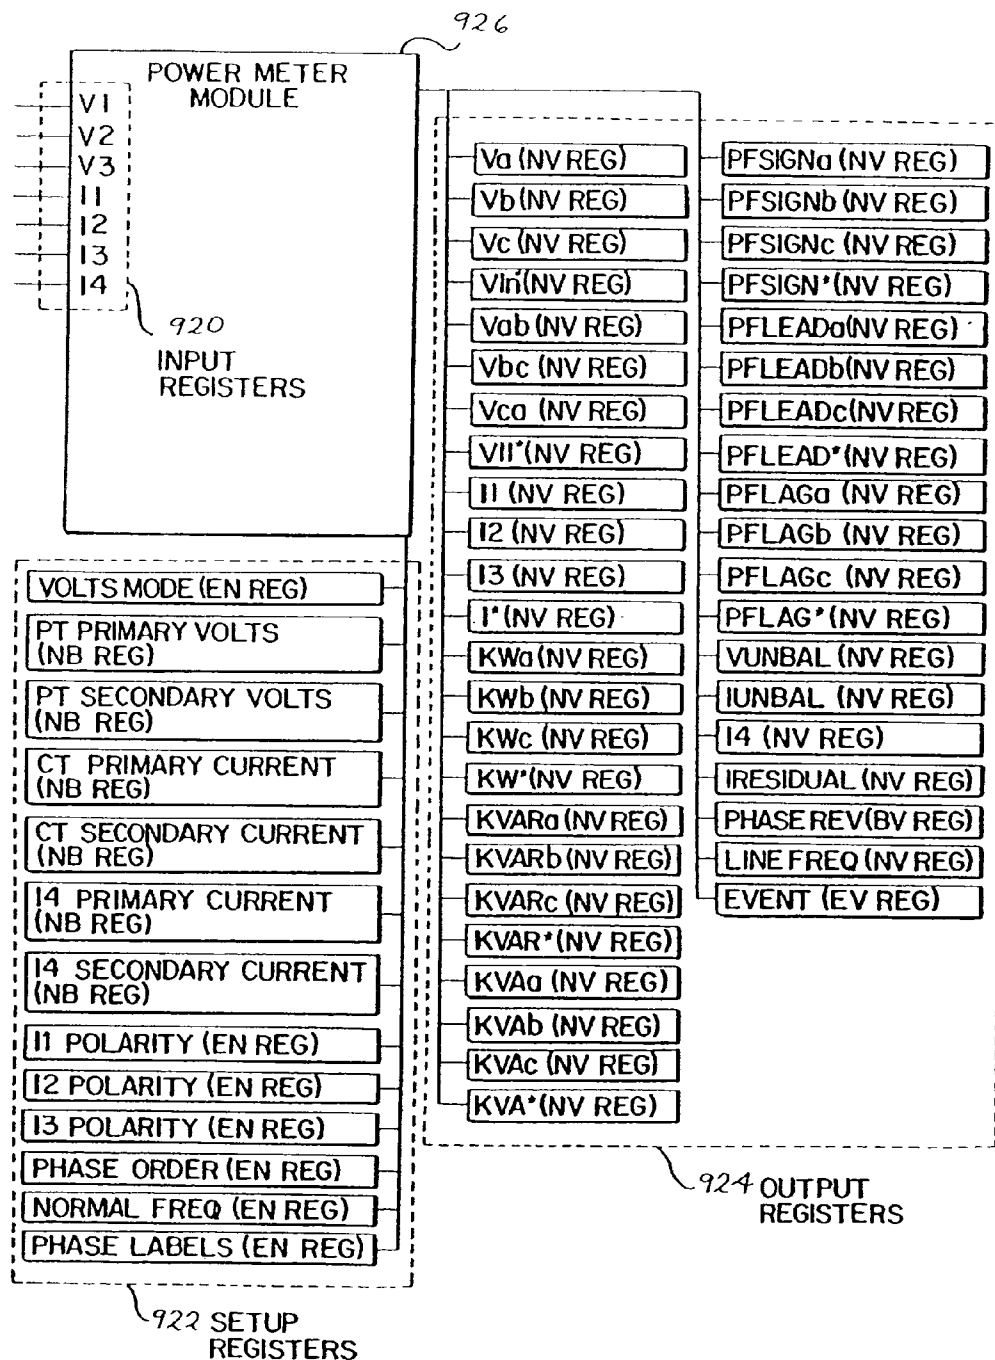 926
POWER METER
MODULE
V1
V2
V3
I1
I2
I3
I4
920
INPUT
REGISTERS
VOLTS MODE (EN REG)
PT PRIMARY VOLTS
(NB REG)
PT SECONDARY VOLTS
(NB REG)
CT PRIMARY CURRENT
(NB REG)
CT SECONDARY CURRENT
(NB REG)
I4 PRIMARY CURRENT
(NB REG)
I4 SECONDARY CURRENT
(NB REG)
I1 POLARITY (EN REG)
I2 POLARITY (EN REG)
I3 POLARITY (EN REG)
PHASE ORDER (EN REG)
NORMAL FREQ (EN REG)
PHASE LABELS (EN REG)
922 SETUP
REGISTERS
Va (NV REG)
Vb (NV REG)
Vc (NV REG)
Vln* (NV REG)
Vab (NV REG)
Vbc (NV REG)
Vca (NV REG)
Vll* (NV REG)
I1 (NV REG)
I2 (NV REG)
I3 (NV REG)
I* (NV REG)
KWa (NV REG)
KWb (NV REG)
KWc (NV REG)
KW* (NV REG)
KVARa (NV REG)
KVARb (NV REG)
KVARc (NV REG)
KVAR* (NV REG)
KVAa (NV REG)
KVAb (NV REG)
KVAc (NV REG)
KVA* (NV REG)
PFSIGNa (NV REG)
PFSIGNb (NV REG)
PFSIGNc (NV REG)
PFSIGN* (NV REG)
PFLEADa (NV REG)
PFLEADb (NV REG)
PFLEADc (NV REG)
PFLEAD* (NV REG)
PFLAGa (NV REG)
PFLAGb (NV REG)
PFLAGc (NV REG)
PFLAG* (NV REG)
VUNBAL (NV REG)
IUNBAL (NV REG)
I4 (NV REG)
IRESIDUAL (NV REG)
PHASE REV (BV REG)
LINE FREQ (NV REG)
EVENT (EV REG)
924 OUTPUT
REGISTERS